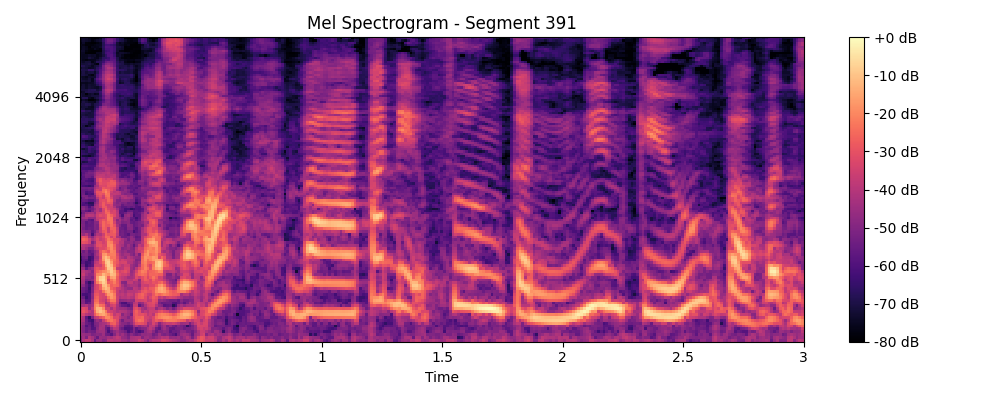 Mel Spectrogram - Segment 391
Frequency
4096
2048
1024
512
0
0
0.5
1
1.5
2
2.5
3
Time
+0 dB
-10 dB
-20 dB
-30 dB
-40 dB
-50 dB
-60 dB
-70 dB
-80 dB